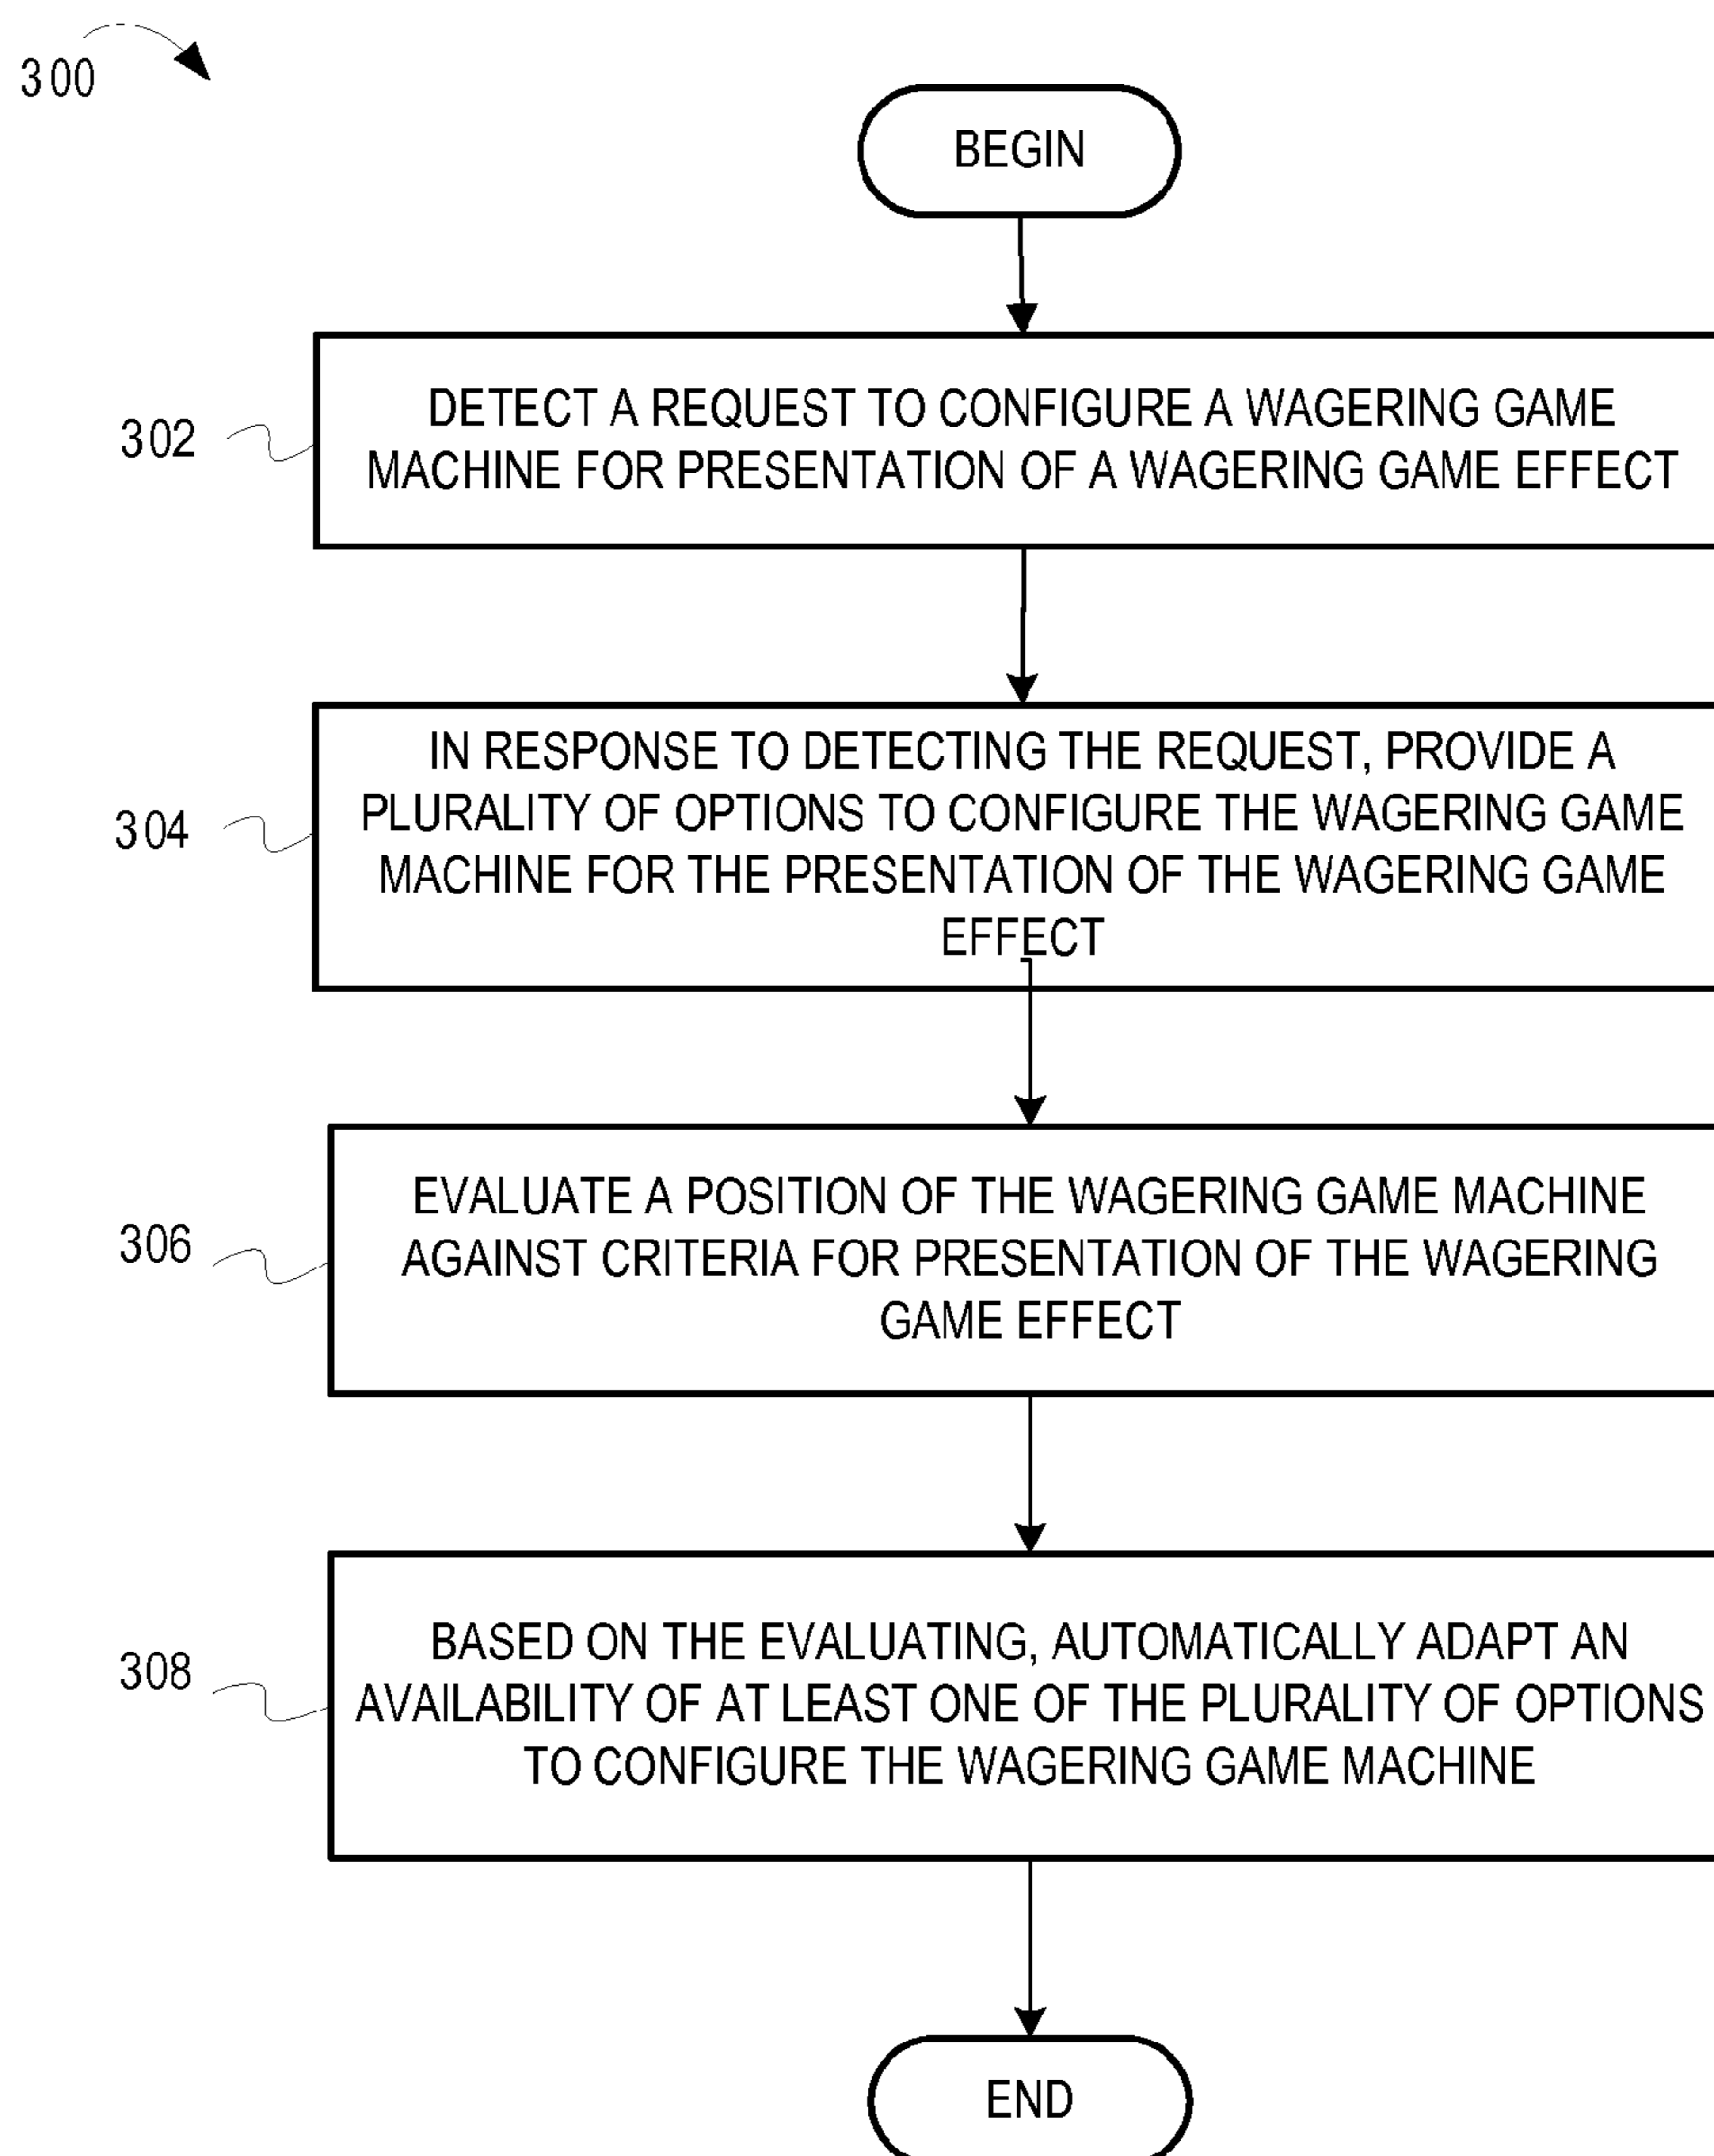 300
BEGIN
302
DETECT A REQUEST TO CONFIGURE A WAGERING GAME
MACHINE FOR PRESENTATION OF A WAGERING GAME EFFECT
304
IN RESPONSE TO DETECTING THE REQUEST, PROVIDE A
PLURALITY OF OPTIONS TO CONFIGURE THE WAGERING GAME
MACHINE FOR THE PRESENTATION OF THE WAGERING GAME
EFFECT
306
EVALUATE A POSITION OF THE WAGERING GAME MACHINE
AGAINST CRITERIA FOR PRESENTATION OF THE WAGERING
GAME EFFECT
308
BASED ON THE EVALUATING, AUTOMATICALLY ADAPT AN
AVAILABILITY OF AT LEAST ONE OF THE PLURALITY OF OPTIONS
TO CONFIGURE THE WAGERING GAME MACHINE
END